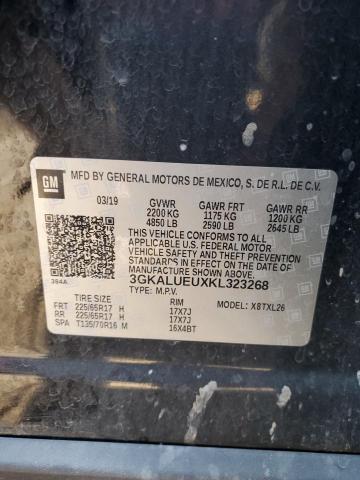 GM
MFD BY GENERAL MOTORS DE MEXICO, S. DE R.L. DE C.V.
03/19 GVWR GAWR FRT GAWR RR
2200 KG 1175 KG 1200 KG
4850 LB 2590 LB 2645 LB
THIS VEHICLE CONFORMS TO ALL
APPLICABLE U.S. FEDERAL MOTOR
VEHICLE SAFETY, BUMPER, AND THEFT
PREVENTION STANDARDS IN EFFECT ON
THE DATE OF MANUFACTURE SHOWN ABOVE.
3GKALUEUXKL323268
394A
TYPE: M.P.V. MODEL: X8TXL26
TIRE SIZE RIM
FRT 225/65R17 H 17X7J
RR 225/65R17 H 17X7J
SPA T135/70R16 M 16X4BT